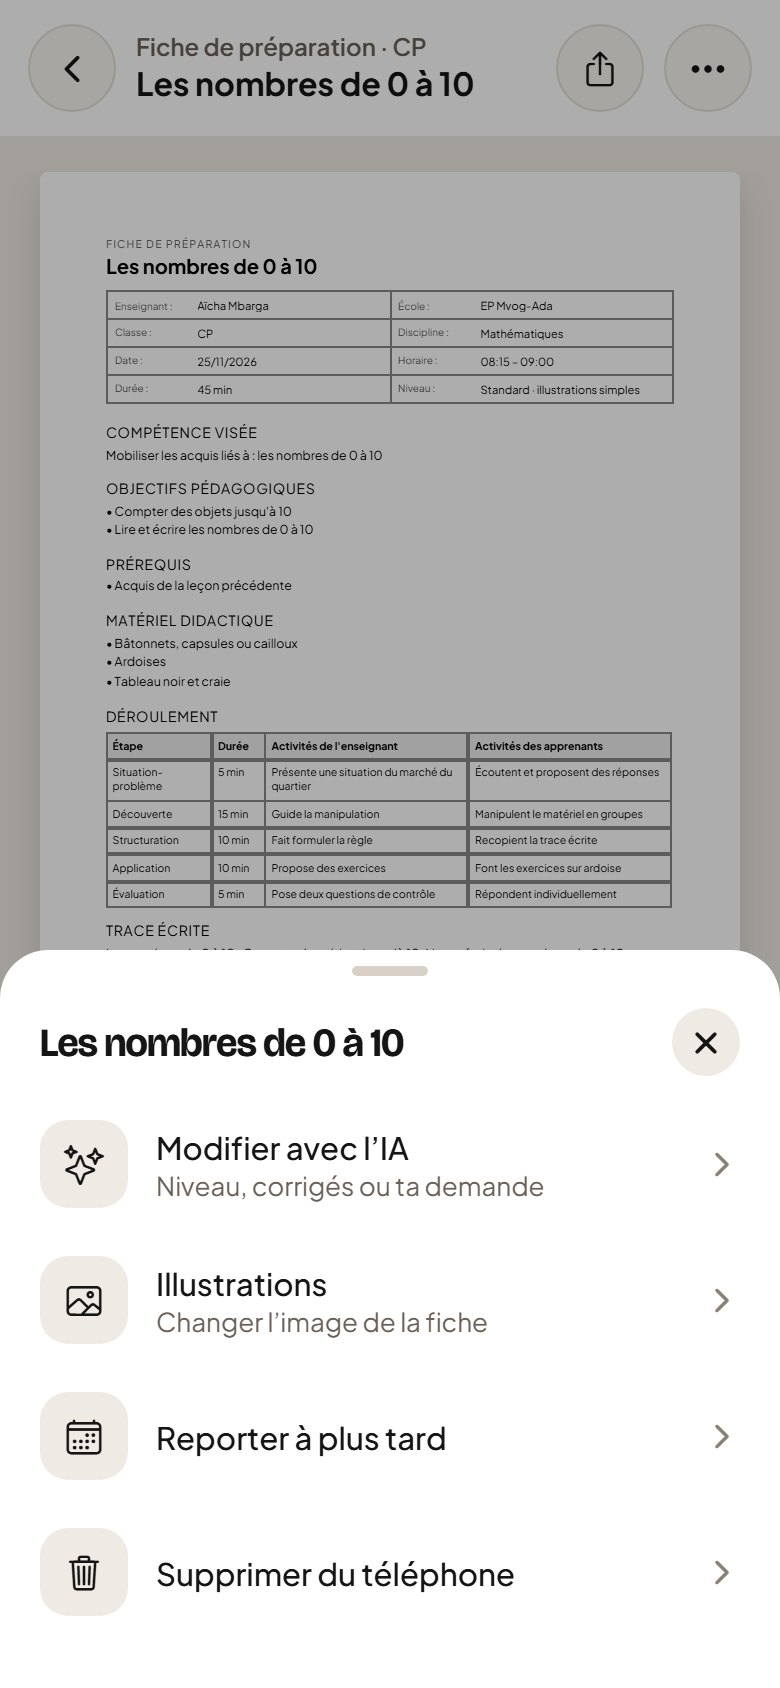 Fiche de préparation · CP
Les nombres de 0 à 10
FICHE DE PRÉPARATION
Les nombres de 0 à 10
Enseignant : Aïcha Mbarga École : EP Mvog-Ada
Classe : CP Discipline : Mathématiques
Date : 25/11/2026 Horaire : 08:15 – 09:00
Durée : 45 min Niveau : Standard · illustrations simples
COMPÉTENCE VISÉE
Mobiliser les acquis liés à : les nombres de 0 à 10
OBJECTIFS PÉDAGOGIQUES
• Compter des objets jusqu'à 10
• Lire et écrire les nombres de 0 à 10
PRÉREQUIS
• Acquis de la leçon précédente
MATÉRIEL DIDACTIQUE
• Bâtonnets, capsules ou cailloux
• Ardoises
• Tableau noir et craie
DÉROULEMENT
Étape Durée Activités de l'enseignant Activités des apprenants
Situation-problème 5 min Présente une situation du marché du quartier Écoutent et proposent des réponses
Découverte 15 min Guide la manipulation Manipulent le matériel en groupes
Structuration 10 min Fait formuler la règle Recopient la trace écrite
Application 10 min Propose des exercices Font les exercices sur ardoise
Évaluation 5 min Pose deux questions de contrôle Répondent individuellement
TRACE ÉCRITE
Les nombres de 0 à 10
Modifier avec l’IA
Niveau, corrigés ou ta demande
Illustrations
Changer l’image de la fiche
Reporter à plus tard
Supprimer du téléphone